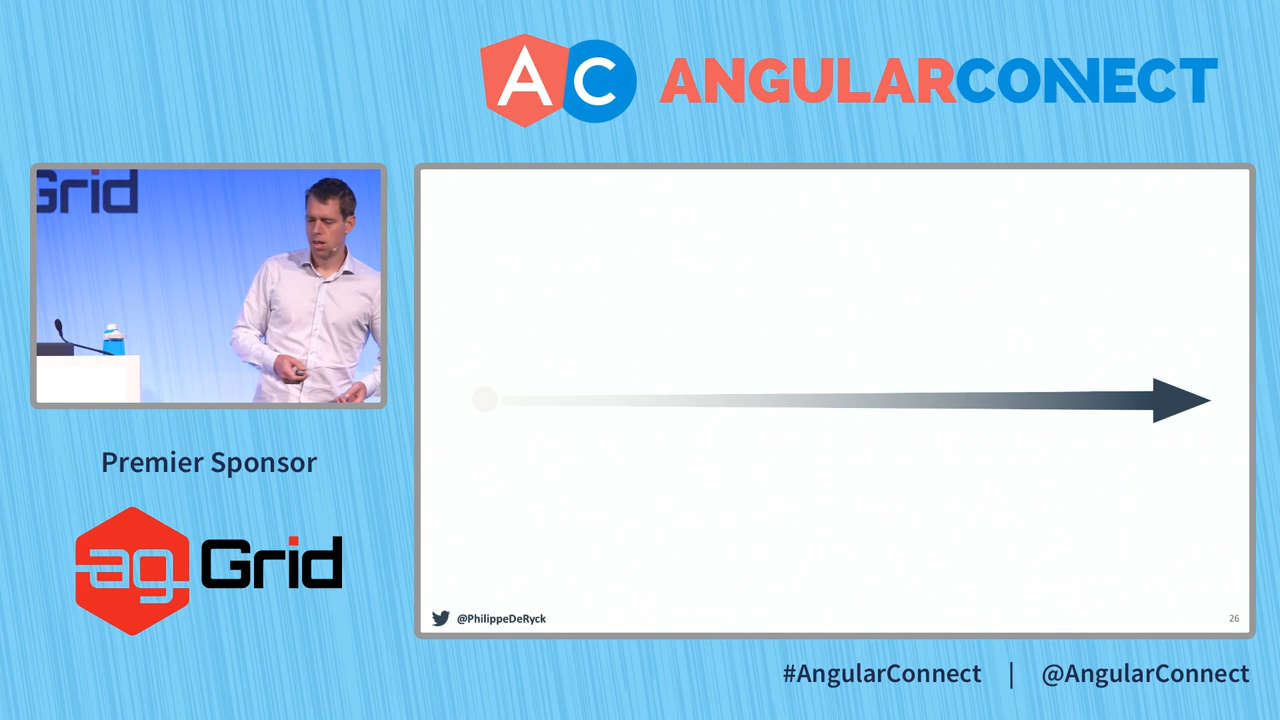 AC ANGULARCONNECT
Grid
Premier Sponsor
ag Grid
@PhilippeDeRyck
26
#AngularConnect | @AngularConnect